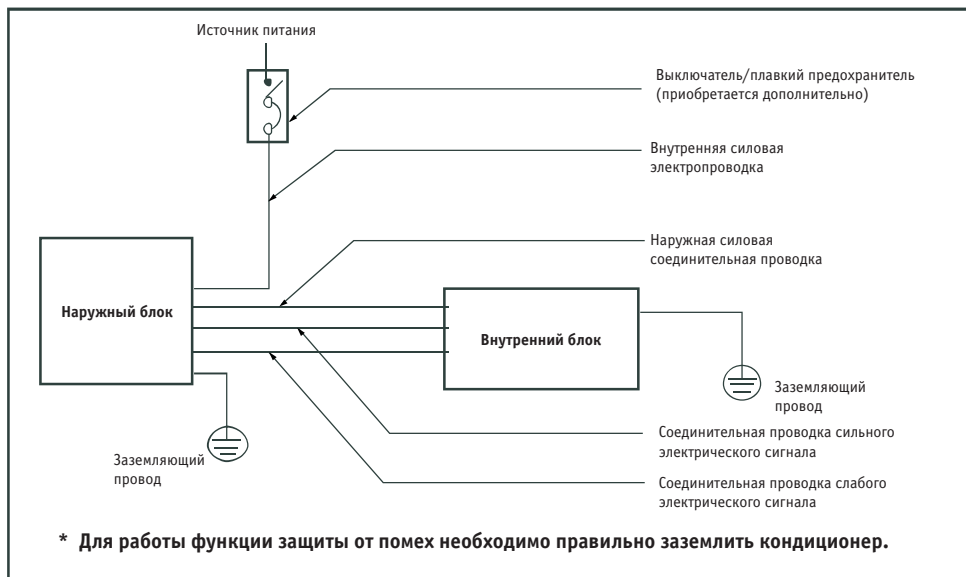 Источник питания
Выключатель/плавкий предохранитель
(приобретается дополнительно)
Внутренняя силовая
электропроводка
Наружная силовая
соединительная проводка
Наружный блок
Внутренний блок
Заземляющий
провод
Соединительная проводка сильного
электрического сигнала
Заземляющий
провод
Соединительная проводка слабого
электрического сигнала
* Для работы функции защиты от помех необходимо правильно заземлить кондиционер.